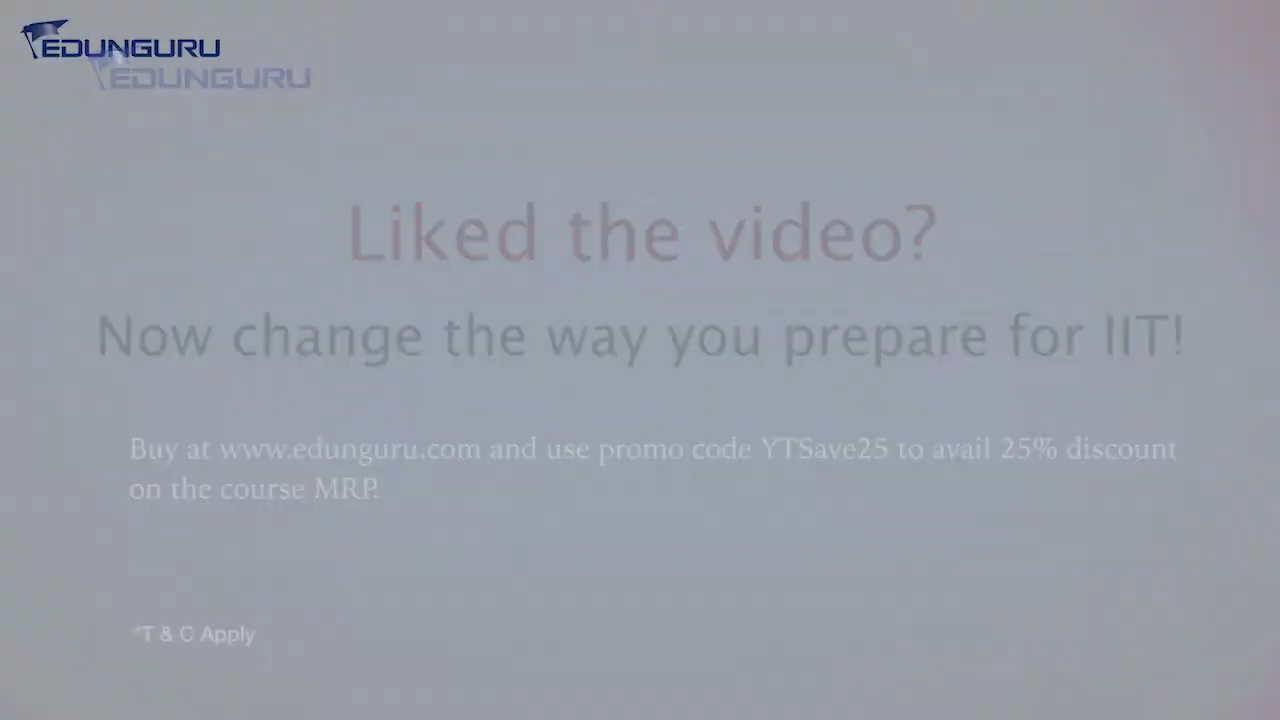 EDUNGURU
EDUNGURU
Liked the video?
Now change the way you prepare for IIT!
Buy at www.edunguru.com and use promo code YTSave25 to avail 25% discount
on the course MRP.
*T & C Apply